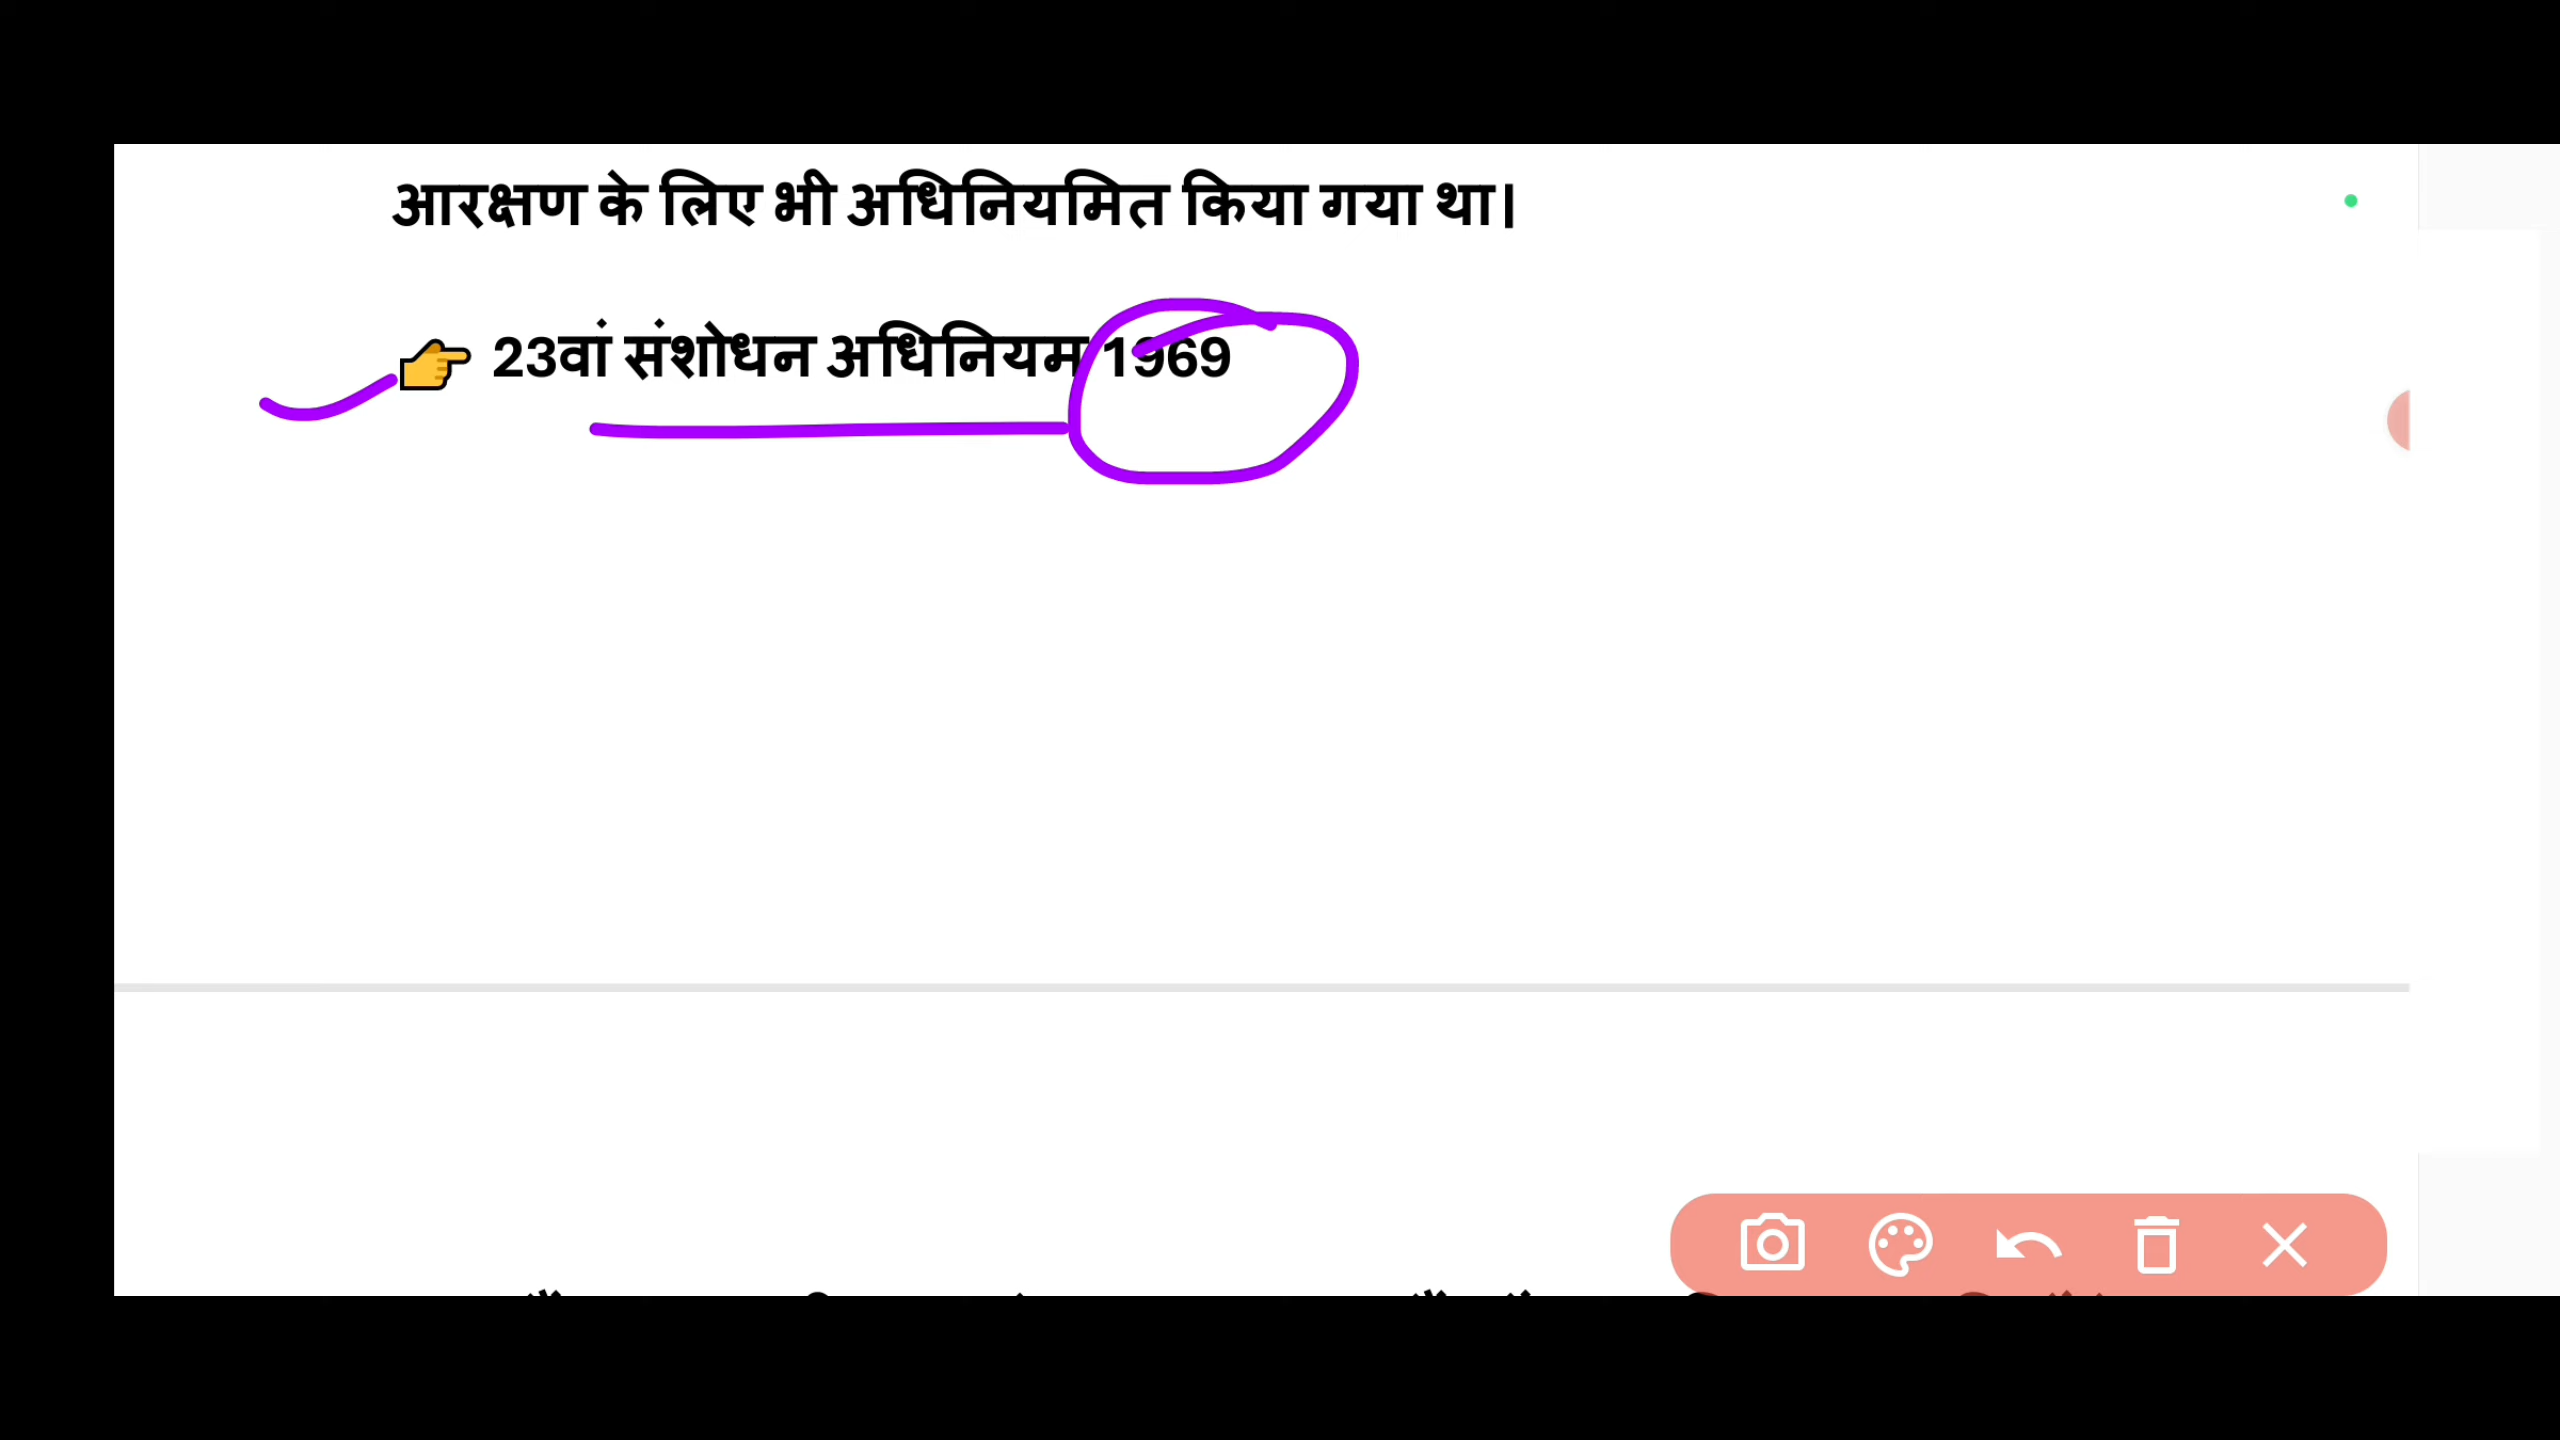 आरक्षण के लिए भी अधिनियमित किया गया था।
👉 23वां संशोधन अधिनियम 1969